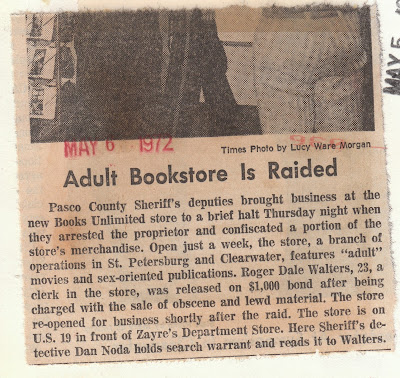 MAY 5
MAY 6 1972
Times Photo by Lucy Ware Morgan
Adult Bookstore Is Raided
Pasco County Sheriff's deputies brought business at the
new Books Unlimited store to a brief halt Thursday night when
they arrested the proprietor and confiscated a portion of the
store's merchandise. Open just a week, the store, a branch of
operations in St. Petersburg and Clearwater, features "adult"
movies and sex-oriented publications. Roger Dale Walters, 23, a
clerk in the store, was released on $1,000 bond after being
charged with the sale of obscene and lewd material. The store
re-opened for business shortly after the raid. The store is on
U.S. 19 in front of Zayre's Department Store. Here Sheriff's de-
tective Dan Noda holds search warrant and reads it to Walters.